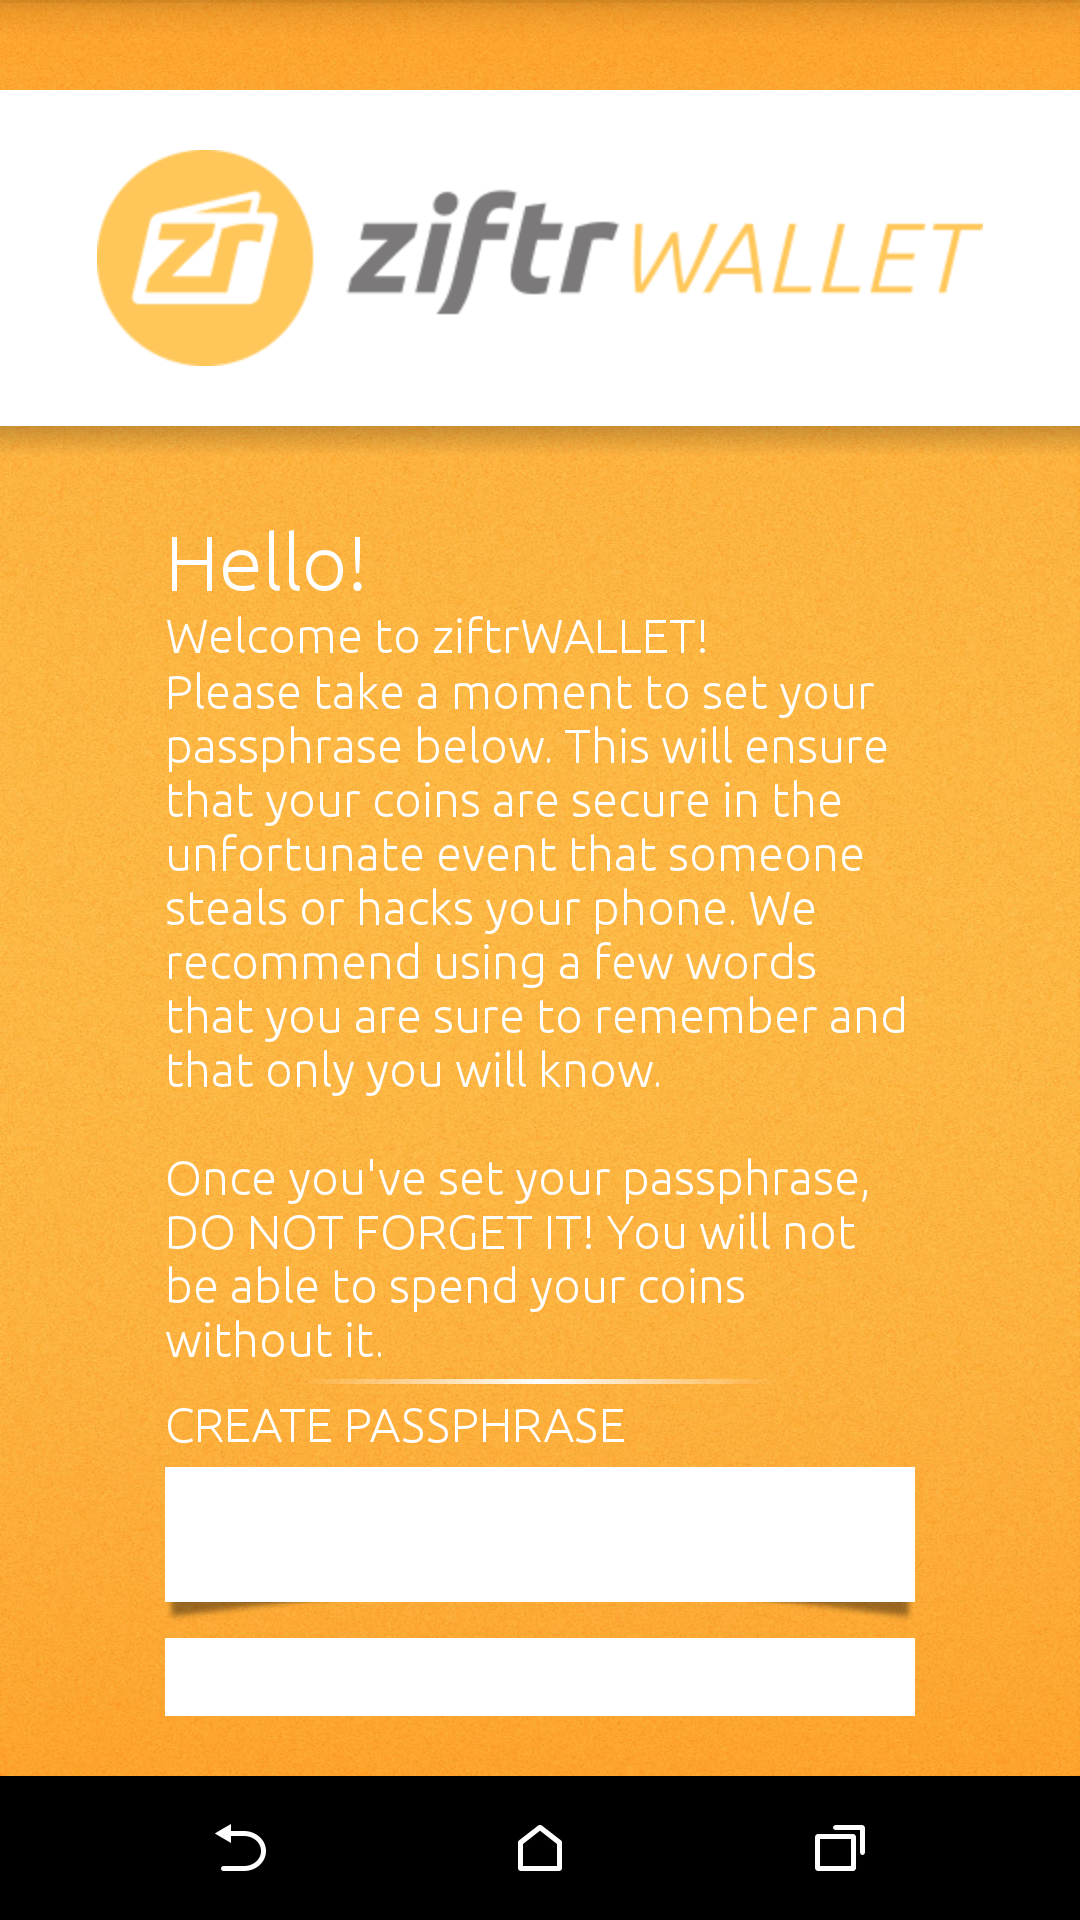 zr ziftrWALLET
Hello!
Welcome to ziftrWALLET!
Please take a moment to set your
passphrase below. This will ensure
that your coins are secure in the
unfortunate event that someone
steals or hacks your phone. We
recommend using a few words
that you are sure to remember and
that only you will know.
Once you've set your passphrase,
DO NOT FORGET IT! You will not
be able to spend your coins
without it.
CREATE PASSPHRASE